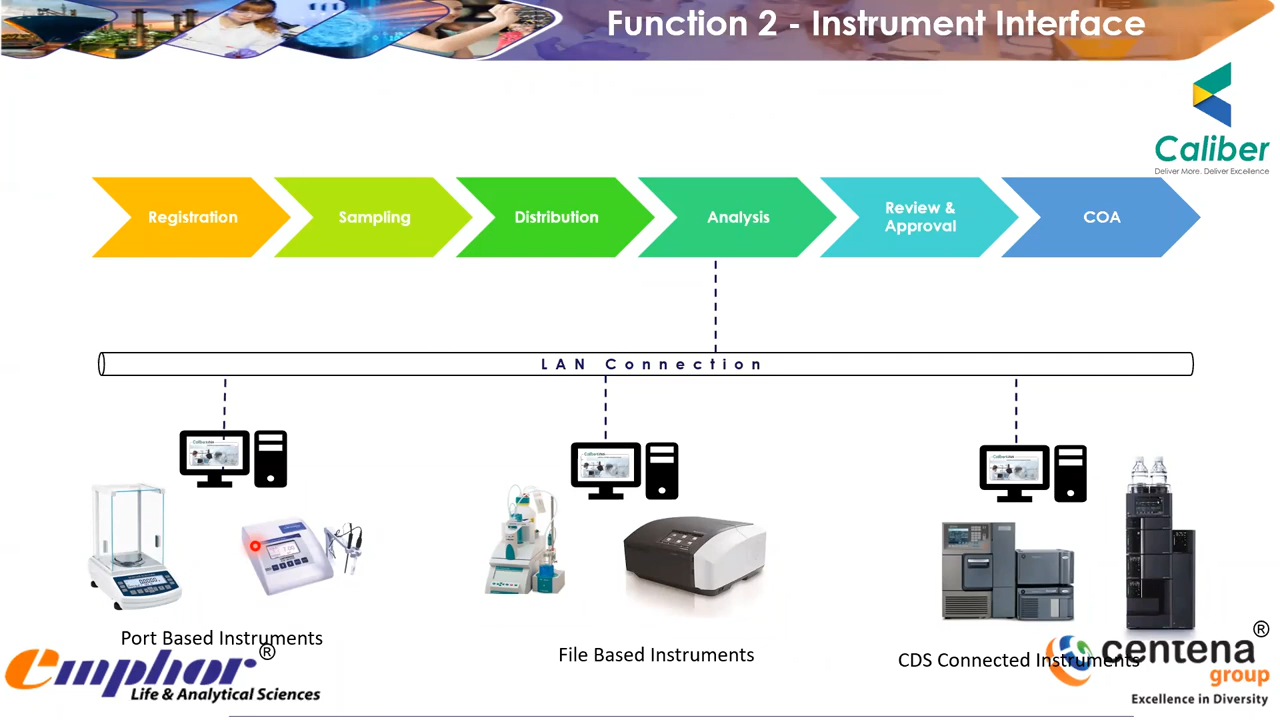 Function 2 - Instrument Interface
Caliber
Deliver More. Deliver Excellence
Registration
Sampling
Distribution
Analysis
Review &
Approval
COA
LAN Connection
Port Based Instruments
File Based Instruments
CDS Connected Instruments
emphor®
Life & Analytical Sciences
centena®
group
Excellence in Diversity